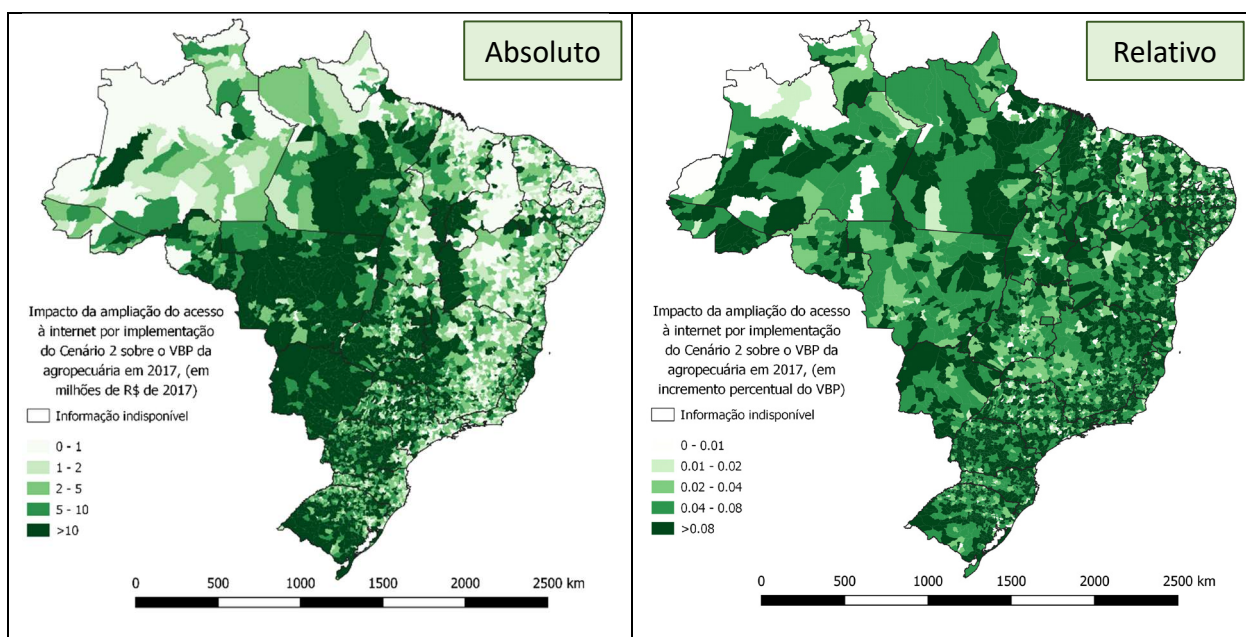 Absoluto
Impacto da ampliação do acesso
à internet por implementação
do Cenário 2 sobre o VBP da
agropecuária em 2017, (em
milhões de R$ de 2017)
Informação indisponível
0 - 1
1 - 2
2 - 5
5 - 10
>10
0 500 1000 1500 2000 2500 km
Relativo
Impacto da ampliação do acesso
à internet por implementação
do Cenário 2 sobre o VBP da
agropecuária em 2017, (em
incremento percentual do VBP)
Informação indisponível
0 - 0.01
0.01 - 0.02
0.02 - 0.04
0.04 - 0.08
>0.08
0 500 1000 1500 2000 2500 km